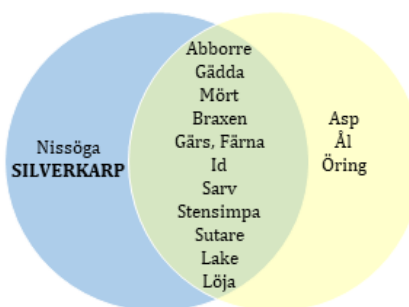 Nissöga
SILVERKARP
Abborre
Gädda
Mört
Braxen
Gärs, Färna
Id
Sarv
Stensimpa
Sutare
Lake
Löja
Asp
Ål
Öring